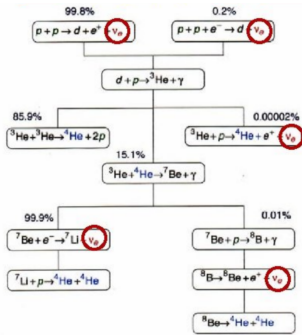 99.8% 0.2%
p + p → d + e⁺ + νₑ p + p + e⁻ → d + νₑ
d + p → ³He + γ
85.9% 0.00002%
³He + ³He → ⁴He + 2p ³He + p → ⁴He + e⁺ + νₑ
15.1%
³He + ⁴He → ⁷Be + γ
99.9% 0.01%
⁷Be + e⁻ → ⁷Li + νₑ ⁷Be + p → ⁸B + γ
⁷Li + p → ⁴He + ⁴He ⁸B → ⁸Be + e⁺ + νₑ
⁸Be → ⁴He + ⁴He